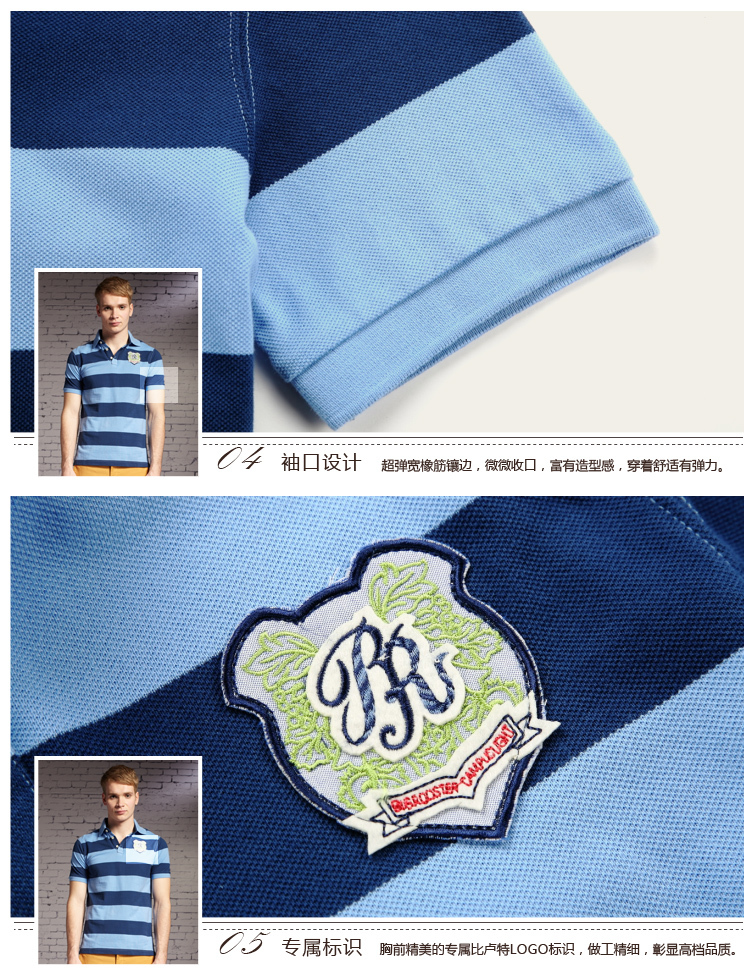 04 袖口设计 超弹宽橡筋镶边，微微收口，富有造型感，穿着舒适有弹力。
RR
05 专属标识 胸前精美的专属比卢特LOGO标识，做工精细，彰显高档品质。